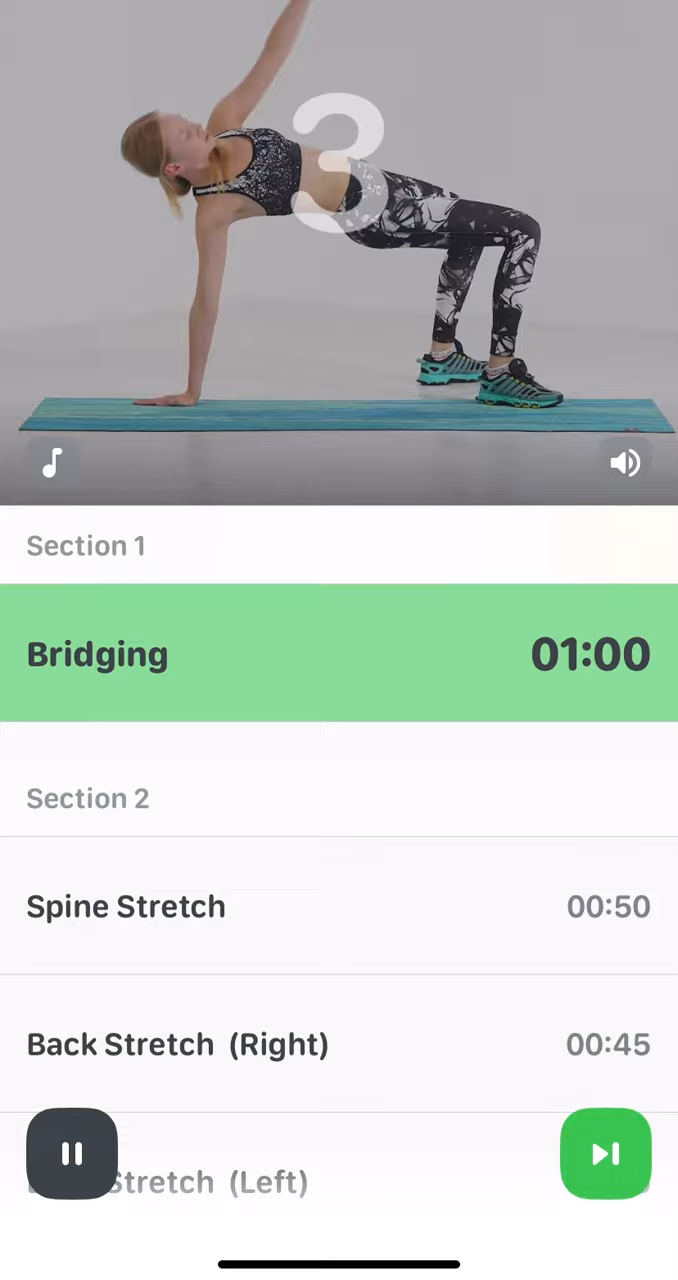 3
Section 1
Bridging 01:00
Section 2
Spine Stretch 00:50
Back Stretch (Right) 00:45
Stretch (Left)